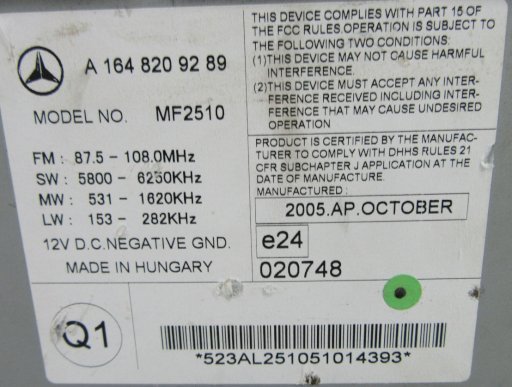 A 164 820 92 89
MODEL NO. MF2510
FM : 87.5 - 108.0MHz
SW : 5800 - 6250KHz
MW : 531 - 1620KHz
LW : 153 - 282KHz
12V D.C.NEGATIVE GND.
MADE IN HUNGARY
THIS DEVICE COMPLIES WITH PART 15 OF
THE FCC RULES.OPERATION IS SUBJECT TO
THE FOLLOWING TWO CONDITIONS:
(1)THIS DEVICE MAY NOT CAUSE HARMFUL
INTERFERENCE.
(2)THIS DEVICE MUST ACCEPT ANY INTER-
FERENCE RECEIVED INCLUDING INTER-
FERENCE THAT MAY CAUSE UNDESIRED
OPERATION
PRODUCT IS CERTIFIED BY THE MANUFAC-
TURER TO COMPLY WITH DHHS RULES 21
CFR SUBCHAPTER J APPLICATION AT THE
DATE OF MANUFACTURE.
MANUFACTURED :
2005.AP.OCTOBER
e24
020748
Q1
*523AL251051014393*